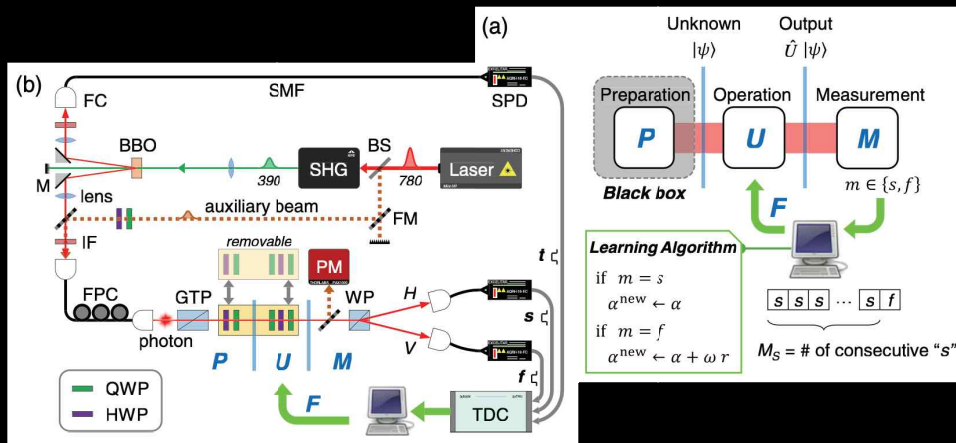 (a)
Unknown
|ψ⟩
Output
Û |ψ⟩
Preparation
Operation
Measurement
P
U
M
Black box
m ∈ {s, f}
F
Learning Algorithm
if m = s
α^new ← α
if m = f
α^new ← α + ω r
s s s ... s f
M_S = # of consecutive "s"
(b)
FC
SMF
SPD
BBO
BS
M
390
SHG
780
Laser
lens
auxiliary beam
FM
IF
removable
PM
t
FPC
GTP
WP
H
s
photon
V
P
U
M
f
QWP
HWP
F
TDC